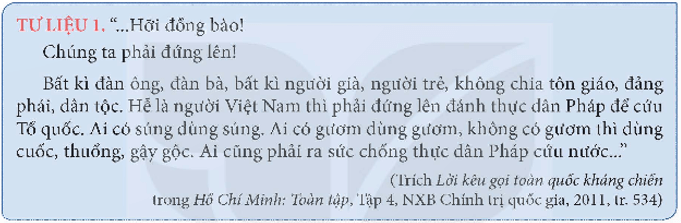 TƯ LIỆU 1. “...Hỡi đồng bào!
Chúng ta phải đứng lên!
Bất kì đàn ông, đàn bà, bất kì người già, người trẻ, không chia tôn giáo, đảng
phái, dân tộc. Hễ là người Việt Nam thì phải đứng lên đánh thực dân Pháp để cứu
Tổ quốc. Ai có súng dùng súng. Ai có gươm dùng gươm, không có gươm thì dùng
cuốc, thuổng, gậy gộc. Ai cũng phải ra sức chống thực dân Pháp cứu nước...”
(Trích Lời kêu gọi toàn quốc kháng chiến
trong Hồ Chí Minh: Toàn tập, Tập 4, NXB Chính trị quốc gia, 2011, tr. 534)